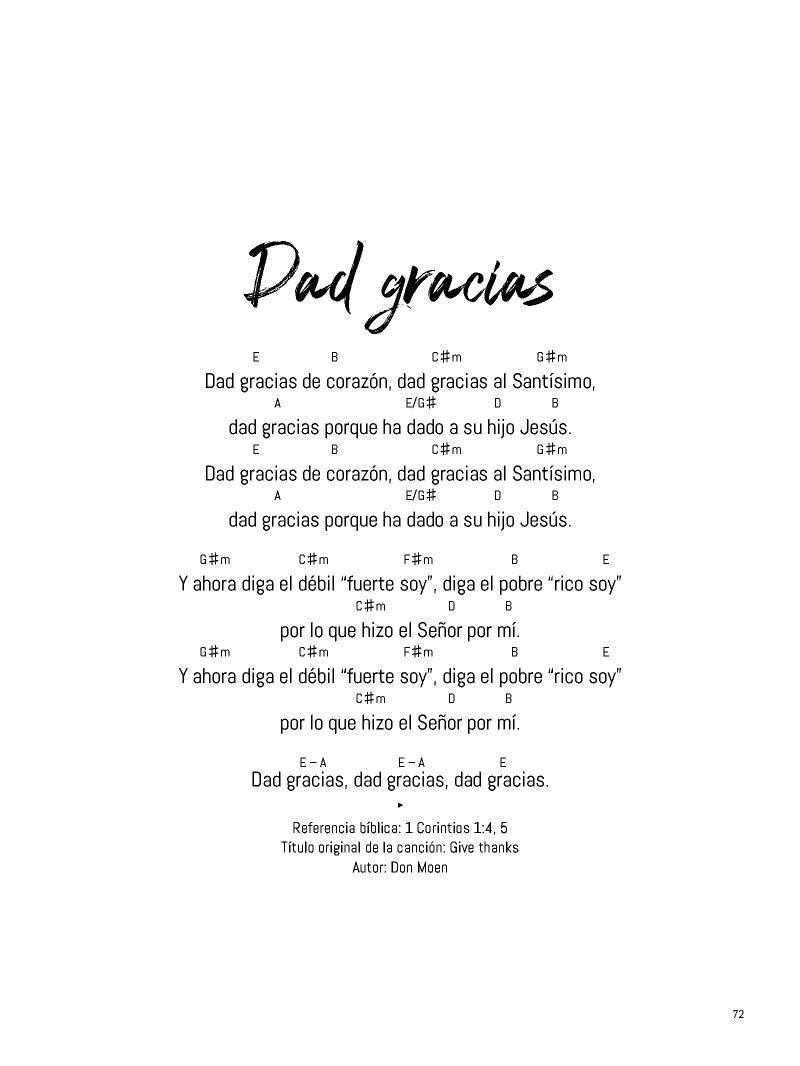 Dad gracias
E B C♯m G♯m
Dad gracias de corazón, dad gracias al Santísimo,
A E/G♯ D B
dad gracias porque ha dado a su hijo Jesús.
E B C♯m G♯m
Dad gracias de corazón, dad gracias al Santísimo,
A E/G♯ D B
dad gracias porque ha dado a su hijo Jesús.
G♯m C♯m F♯m B E
Y ahora diga el débil “fuerte soy”, diga el pobre “rico soy”
C♯m D B
por lo que hizo el Señor por mí.
G♯m C♯m F♯m B E
Y ahora diga el débil “fuerte soy”, diga el pobre “rico soy”
C♯m D B
por lo que hizo el Señor por mí.
E – A E – A E
Dad gracias, dad gracias, dad gracias.
Referencia bíblica: 1 Corintios 1:4, 5
Título original de la canción: Give thanks
Autor: Don Moen
72